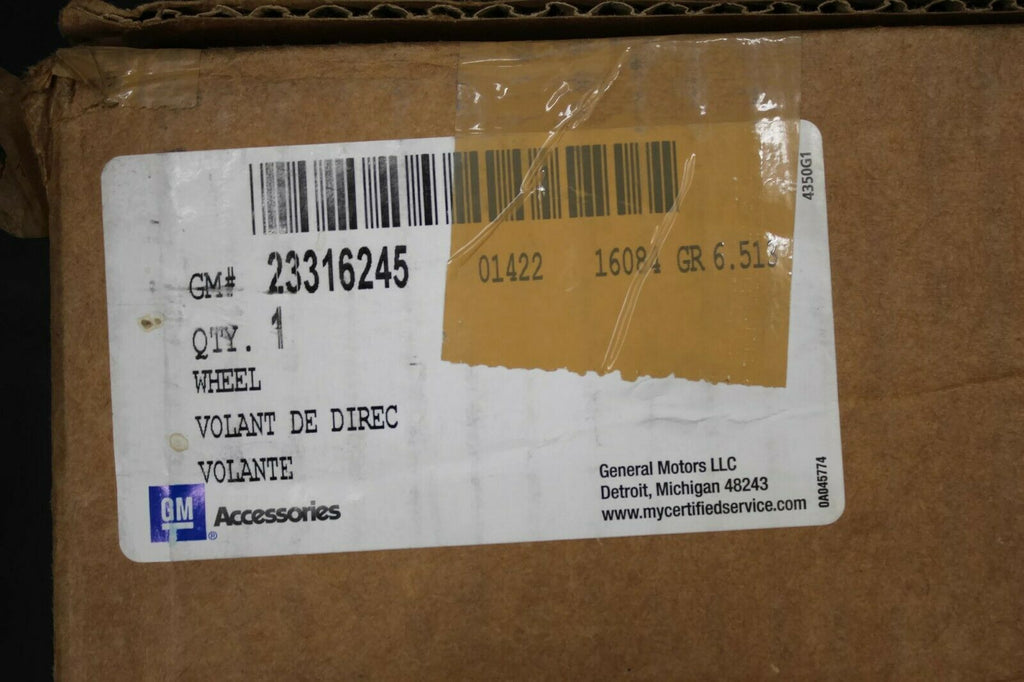 4350G1
GM# 23316245 01422 16084 GR 6.513
QTY. 1
WHEEL
VOLANT DE DIREC
VOLANTE
GM ® Accessories
General Motors LLC
Detroit, Michigan 48243
www.mycertifiedservice.com
0A045774